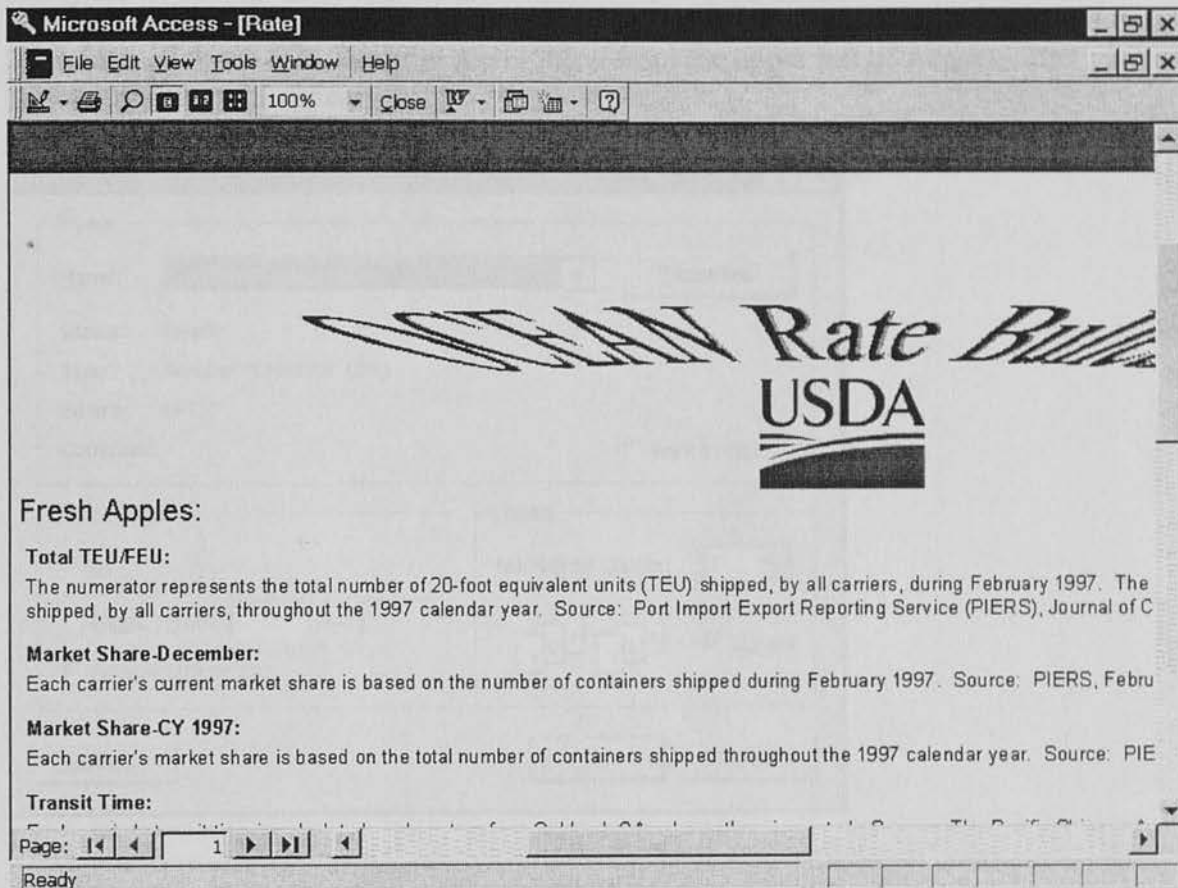 Microsoft Access - [Rate]
File Edit View Tools Window Help
100% Close
OCEAN Rate
USDA
Fresh Apples:
Total TEU/FEU:
The numerator represents the total number of 20-foot equivalent units (TEU) shipped, by all carriers, during February 1997. The
shipped, by all carriers, throughout the 1997 calendar year. Source: Port Import Export Reporting Service (PIERS), Journal of C
Market Share-December:
Each carrier's current market share is based on the number of containers shipped during February 1997. Source: PIERS, Febru
Market Share-CY 1997:
Each carrier's market share is based on the total number of containers shipped throughout the 1997 calendar year. Source: PIE
Transit Time:
Page: 1
Ready